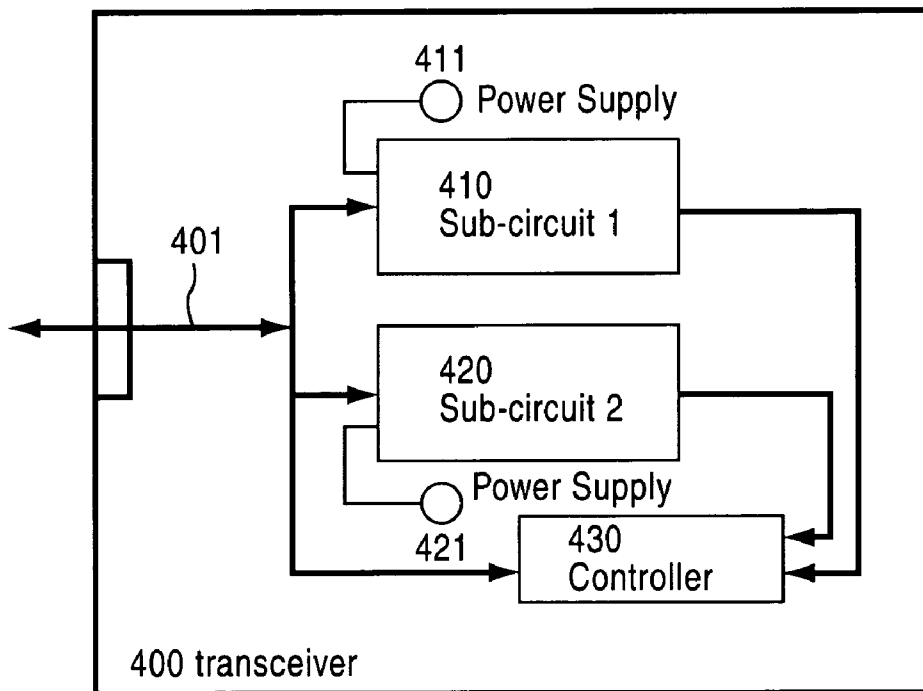 411
Power Supply
410
Sub-circuit 1
401
420
Sub-circuit 2
Power Supply
421
430
Controller
400 transceiver